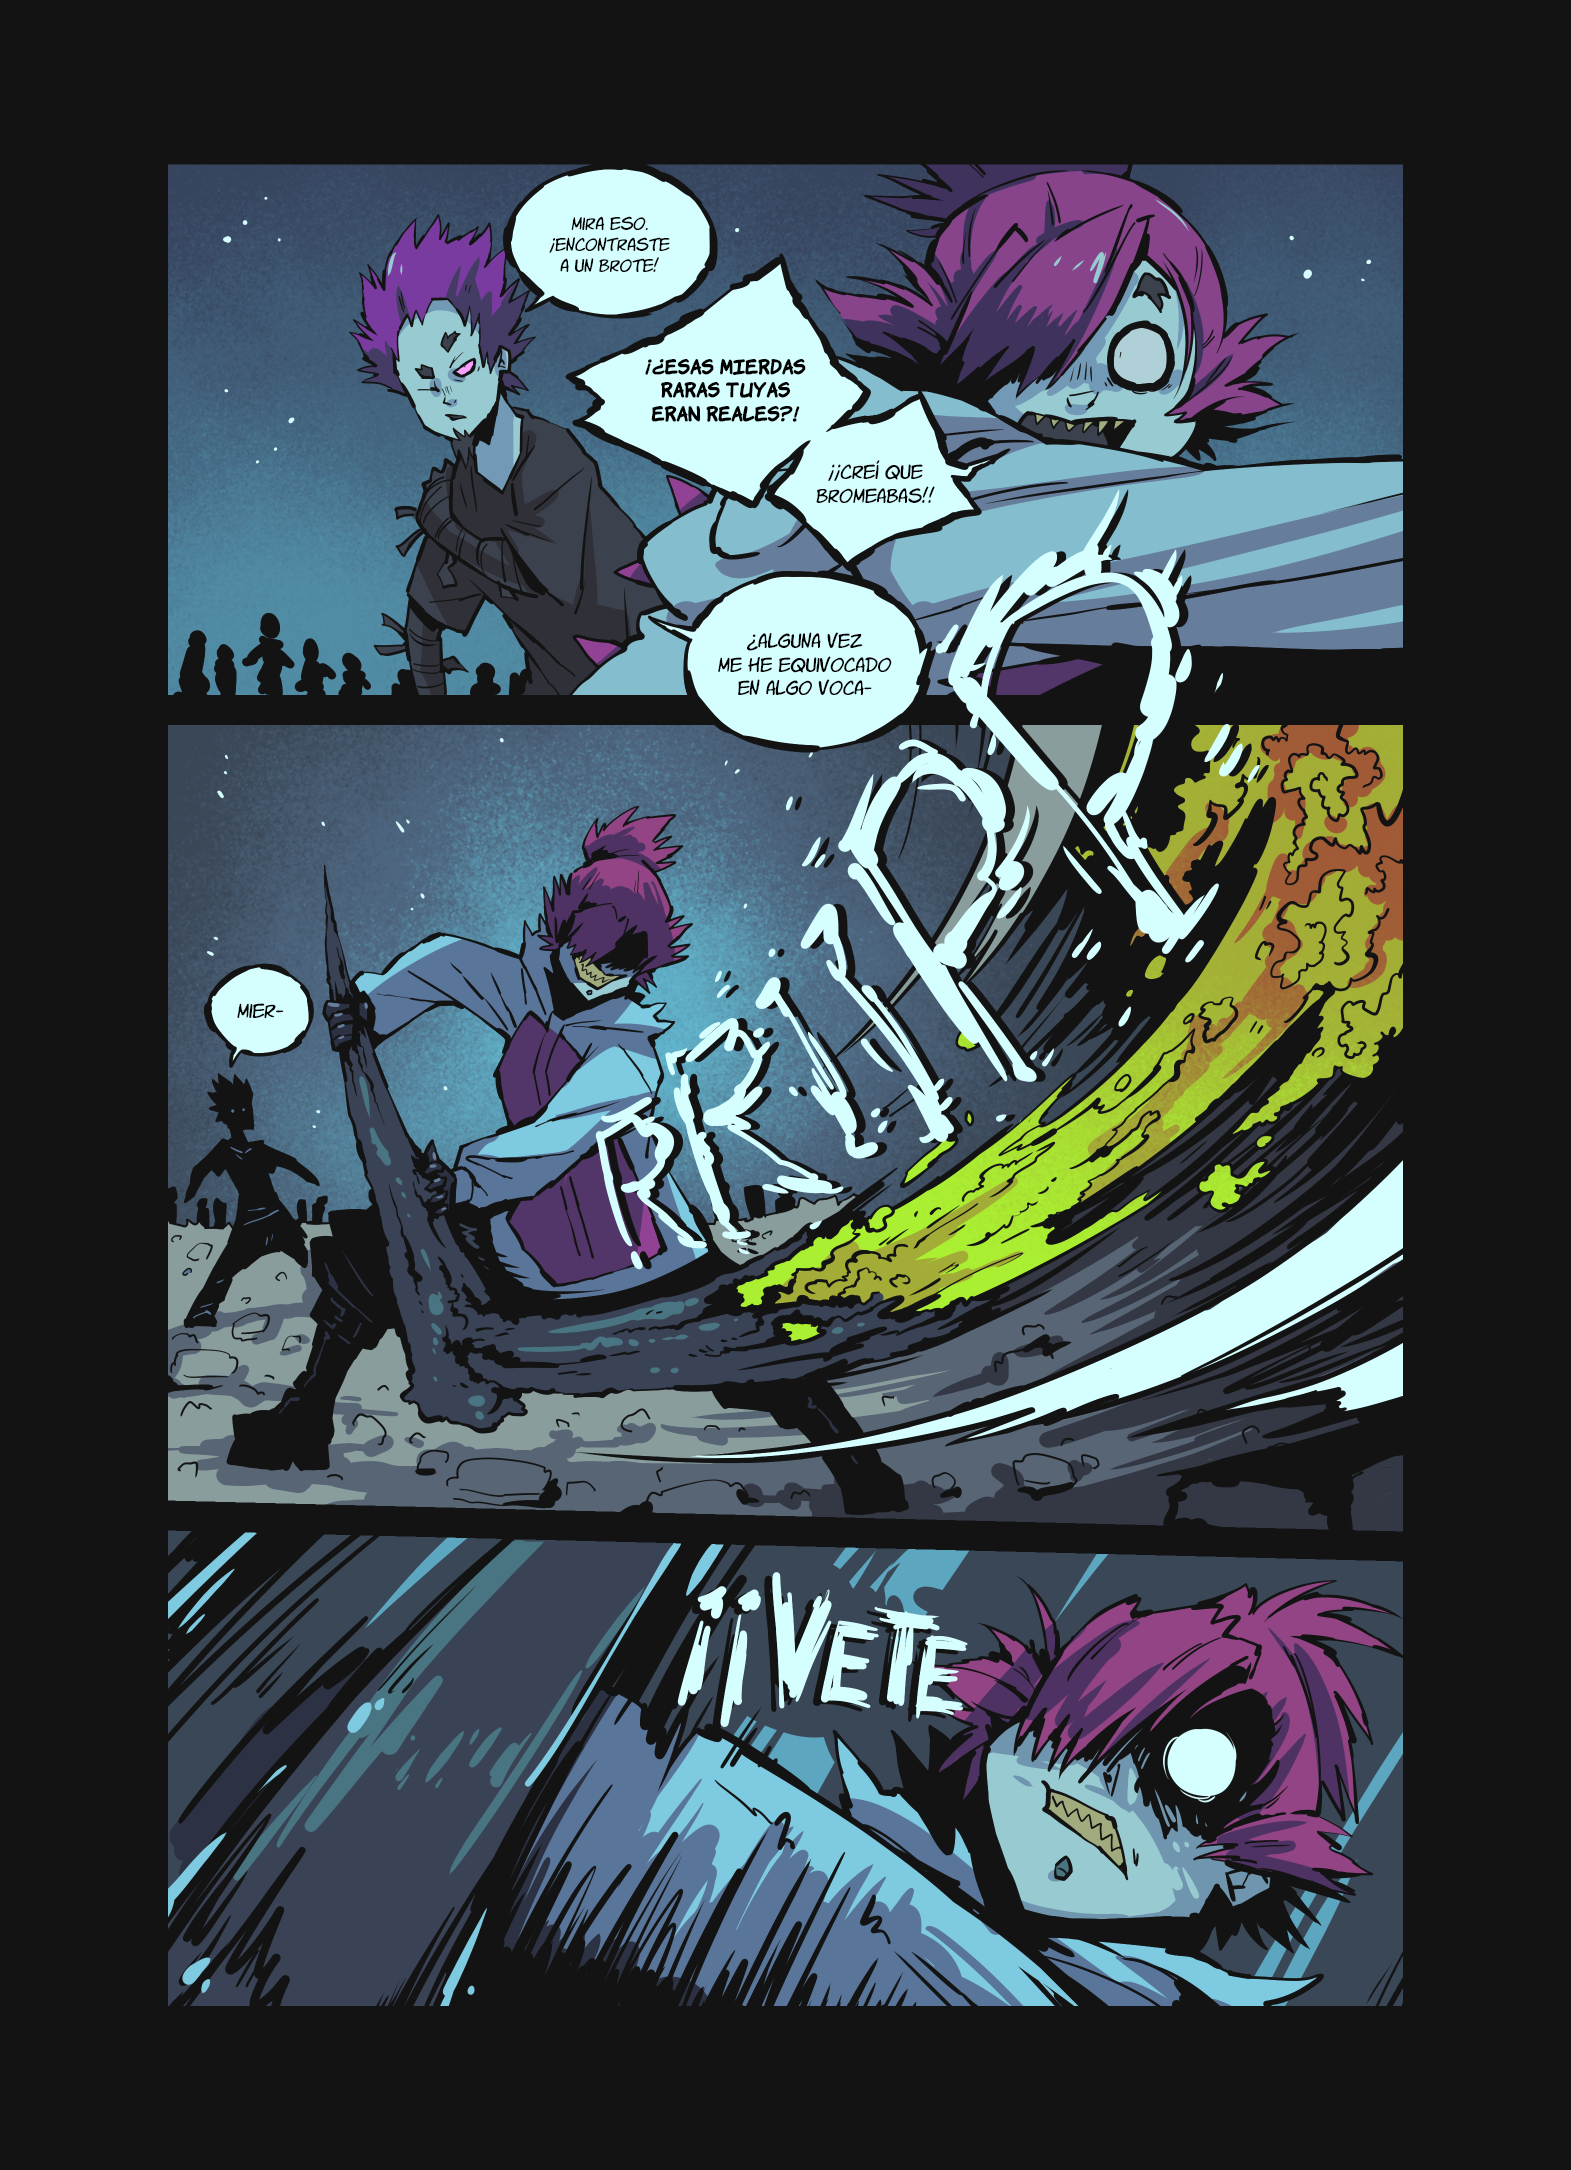 MIRA ESO.
¡ENCONTRASTE
A UN BROTE!
¡¿ESAS MIERDAS
RARAS TUYAS
ERAN REALES?!
¡¡CREÍ QUE
BROMEABAS!!
¿ALGUNA VEZ
ME HE EQUIVOCADO
EN ALGO VOCA-
MIER-
¡¡VETE